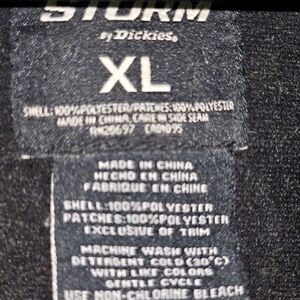 STORM
BY DICKIES®
XL
SHELL: 100%POLYESTER/PATCHES: 100%POLYESTER
MADE IN CHINA, CARE IN SIDE SEAM
RN20697 CA01095
MADE IN CHINA
HECHO EN CHINA
FABRIQUE EN CHINE
SHELL:100%POLYESTER
PATCHES:100%POLYESTER
EXCLUSIVE OF TRIM
MACHINE WASH WITH
DETERGENT COLD (30°C)
WITH LIKE COLORS
GENTLE CYCLE
USE NON-CHLORINE BLEACH